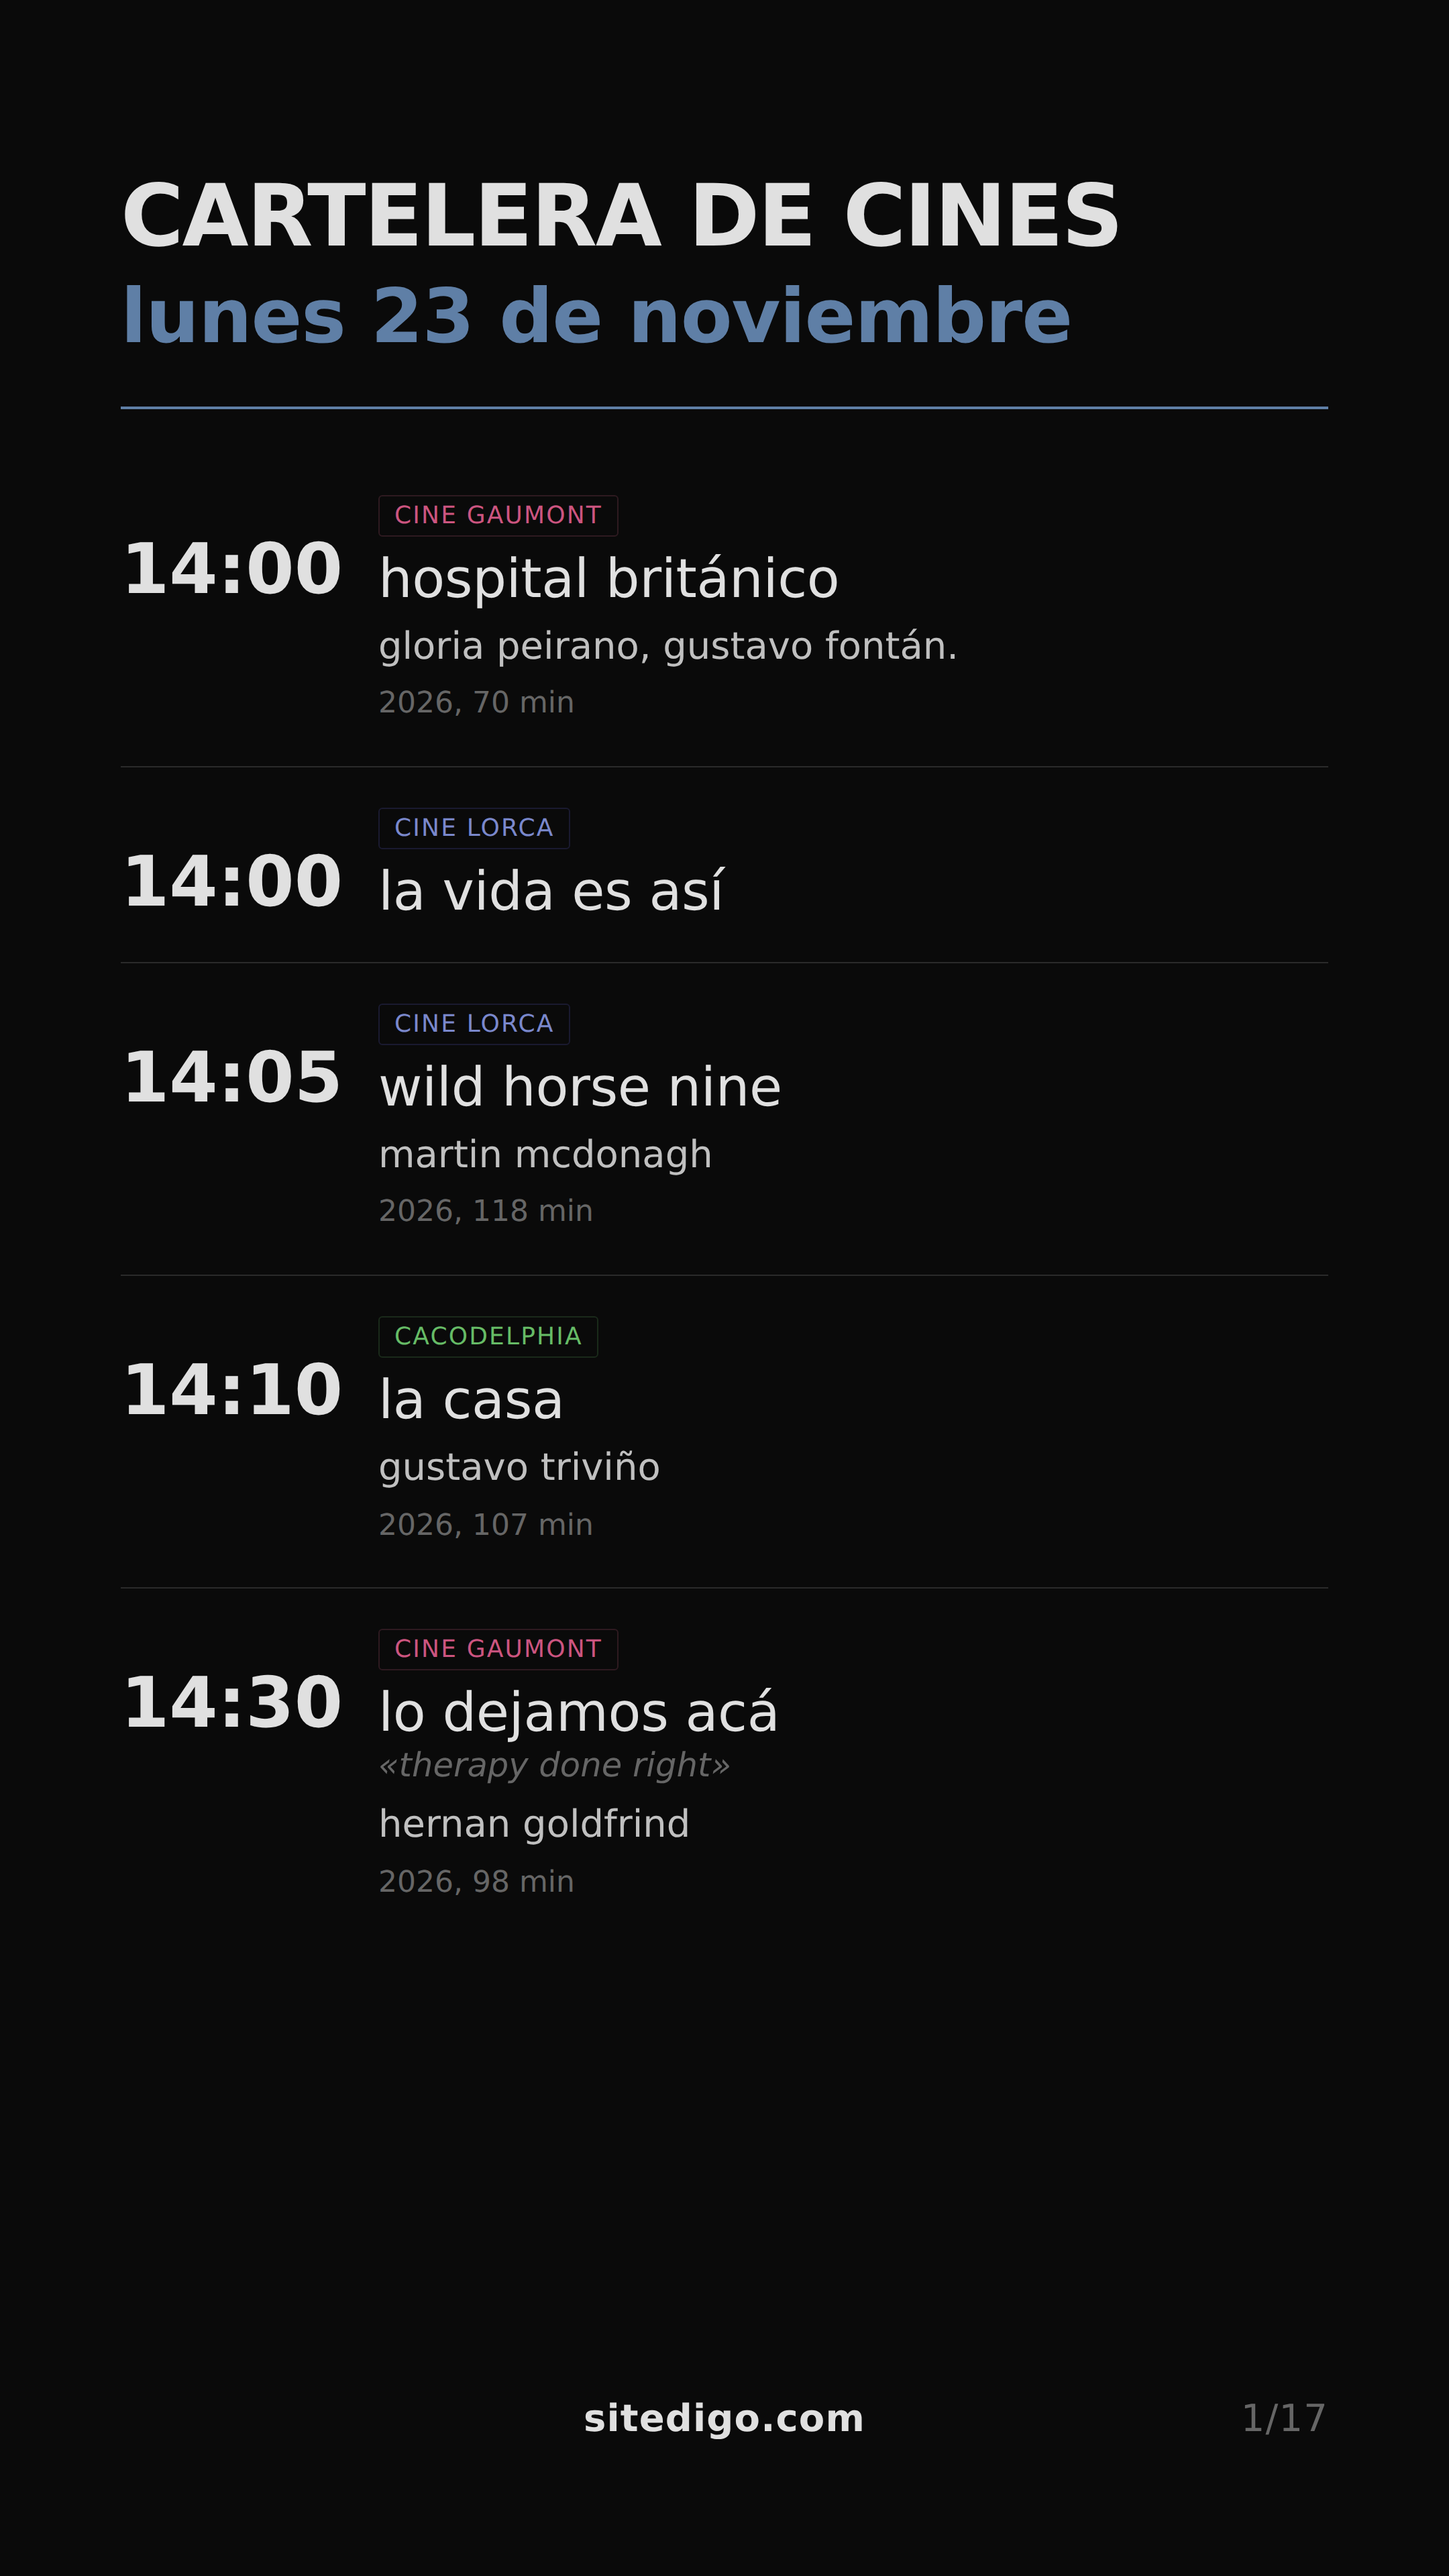 CARTELERA DE CINES
lunes 23 de noviembre
CINE GAUMONT
14:00
hospital británico
gloria peirano, gustavo fontán.
2026, 70 min
CINE LORCA
14:00
la vida es así
CINE LORCA
14:05
wild horse nine
martin mcdonagh
2026, 118 min
CACODELPHIA
14:10
la casa
gustavo triviño
2026, 107 min
CINE GAUMONT
14:30
lo dejamos acá
«therapy done right»
hernan goldfrind
2026, 98 min
sitedigo.com
1/17